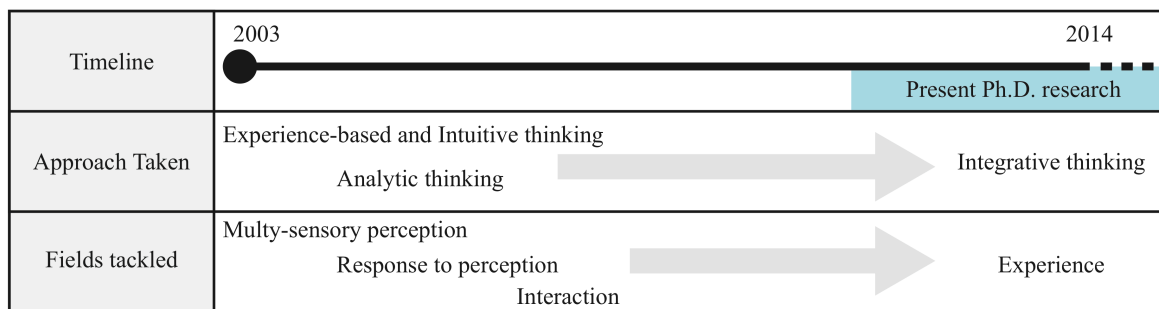 2003
2014
Timeline
Present Ph.D. research
Experience-based and Intuitive thinking
Approach Taken
Integrative thinking
Analytic thinking
Multy-sensory perception
Fields tackled
Response to perception
Experience
Interaction